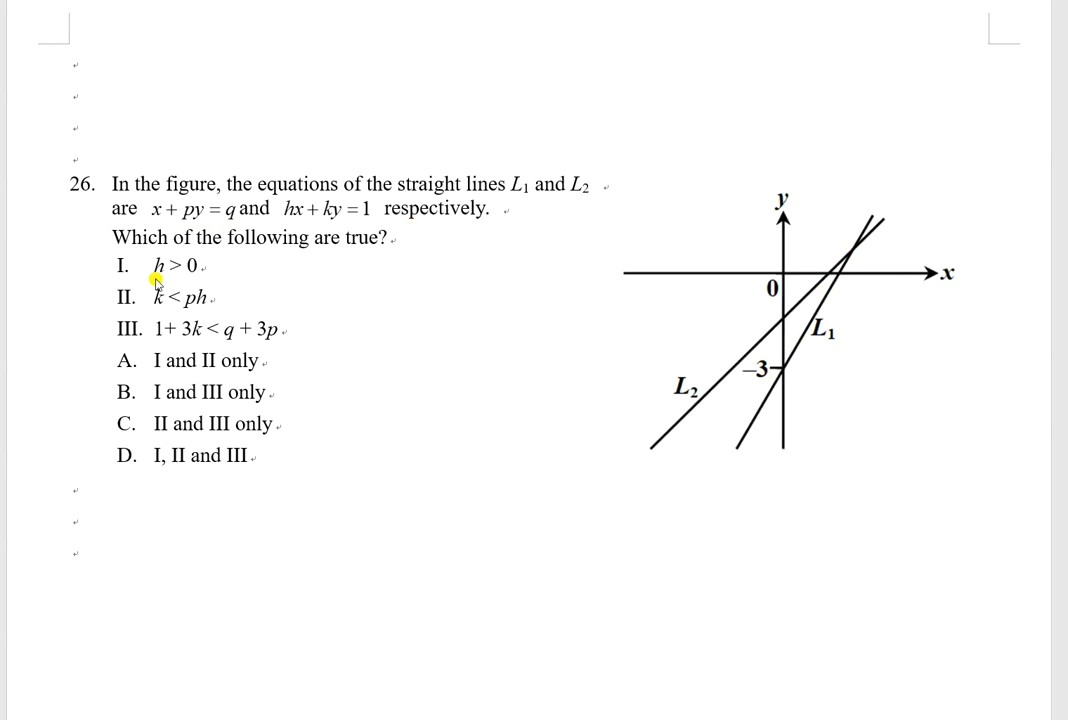 26. In the figure, the equations of the straight lines L₁ and L₂
are x + py = q and hx + ky = 1 respectively.
Which of the following are true?
I. h > 0
II. k < ph
III. 1+ 3k < q + 3p
A. I and II only
B. I and III only
C. II and III only
D. I, II and III
y
x
0
L₁
–3
L₂